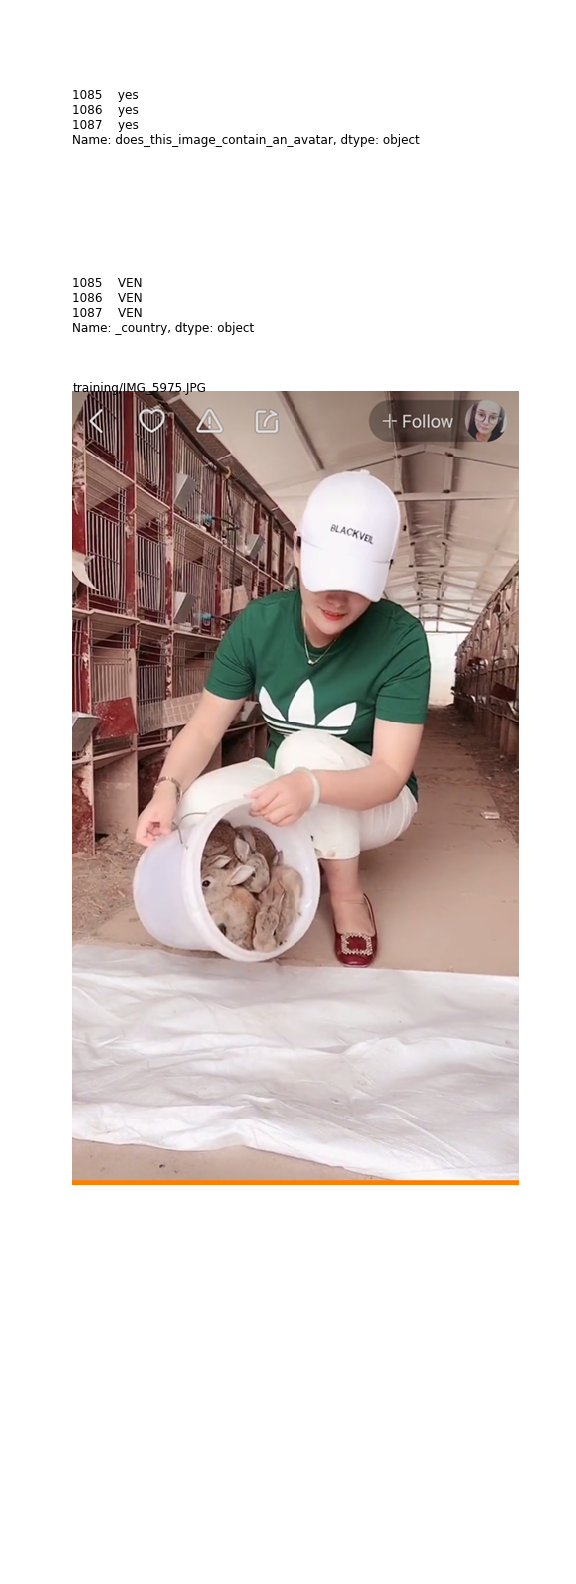 1085 yes
1086 yes
1087 yes
Name: does_this_image_contain_an_avatar, dtype: object
1085 VEN
1086 VEN
1087 VEN
Name: _country, dtype: object
training/IMG_5975.JPG
Follow
BLACKVEIL